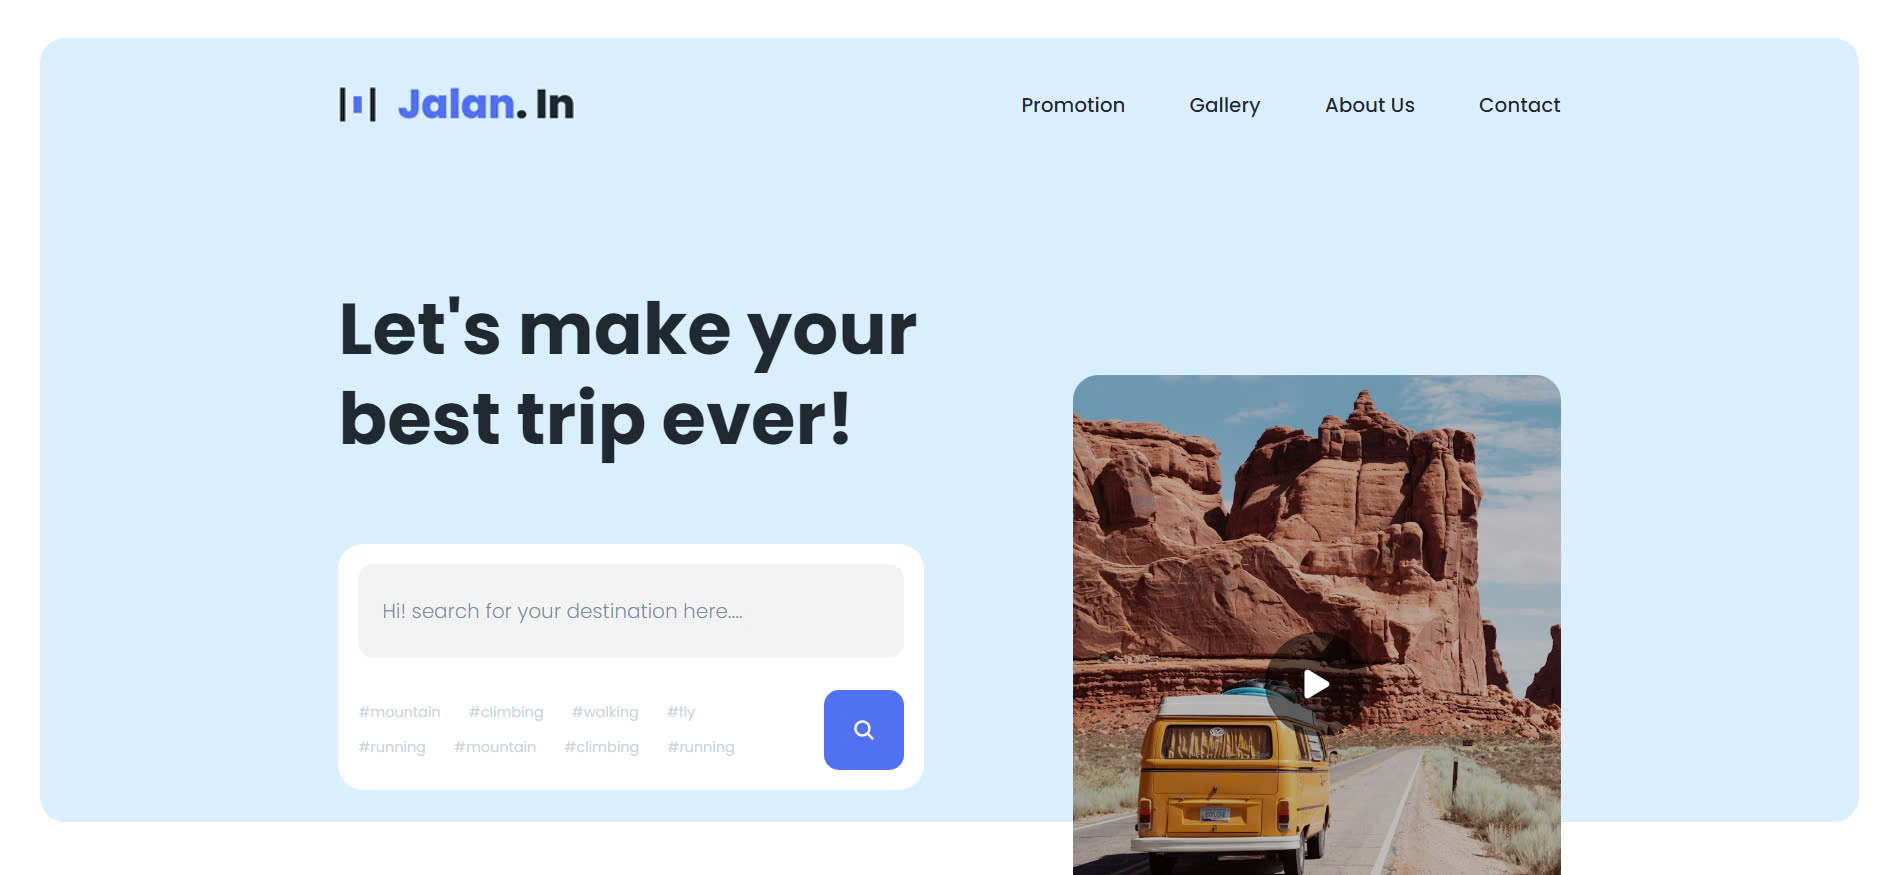 Jalan. In
Promotion Gallery About Us Contact
Let's make your
best trip ever!
Hi! search for your destination here....
#mountain #climbing #walking #fly
#running #mountain #climbing #running
EXPLORE